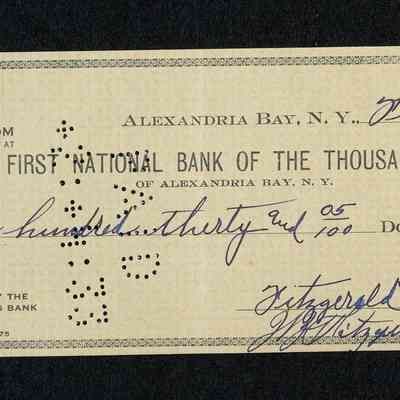 OM
ALEXANDRIA BAY, N. Y.,
AT
FIRST NATIONAL BANK OF THE THOUSA
OF ALEXANDRIA BAY, N. Y.
hundred therty and 05/100 Do
Y THE
S BANK
75
Fitzgerald